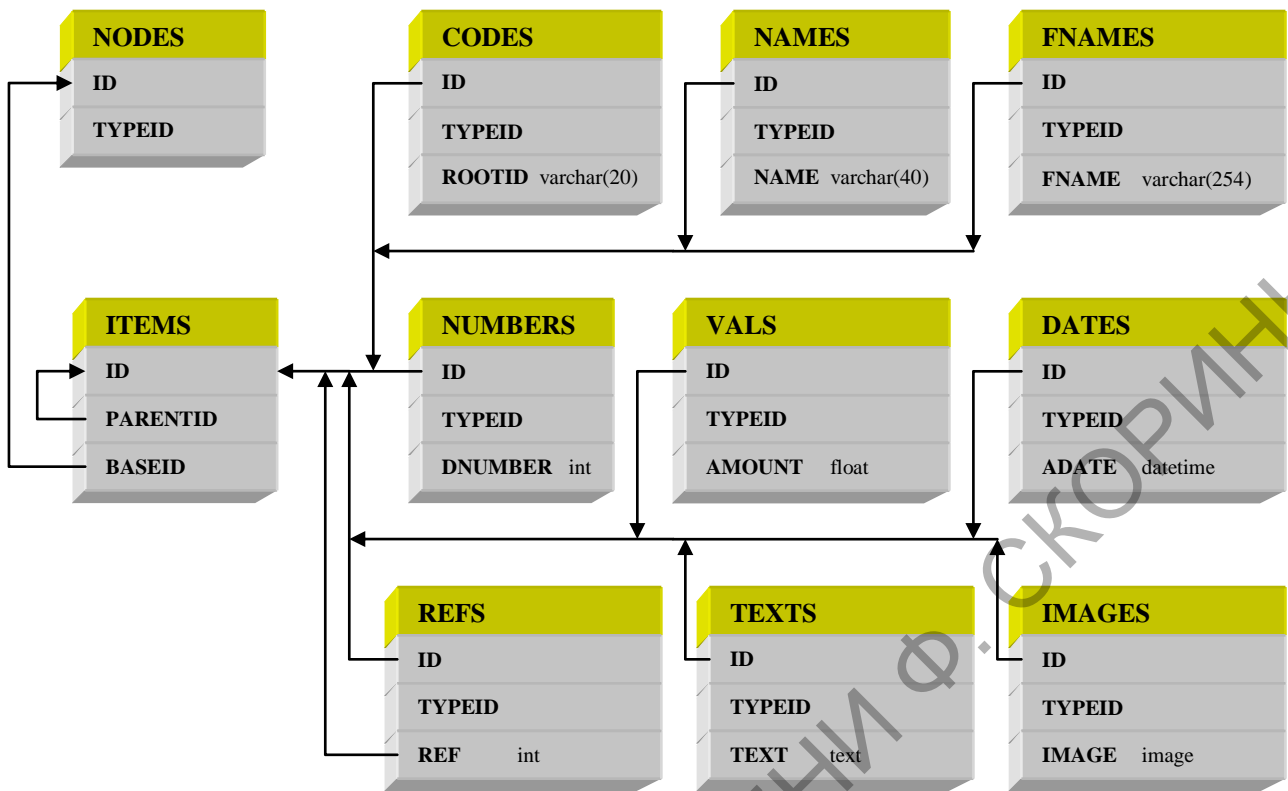 NODES
ID
TYPEID
CODES
ID
TYPEID
ROOTID varchar(20)
NAMES
ID
TYPEID
NAME varchar(40)
FNAMES
ID
TYPEID
FNAME varchar(254)
ITEMS
ID
PARENTID
BASEID
NUMBERS
ID
TYPEID
DNUMBER int
VALS
ID
TYPEID
AMOUNT float
DATES
ID
TYPEID
ADATE datetime
REFS
ID
TYPEID
REF int
TEXTS
ID
TYPEID
TEXT text
IMAGES
ID
TYPEID
IMAGE image
Ф. СКОРИНЫ